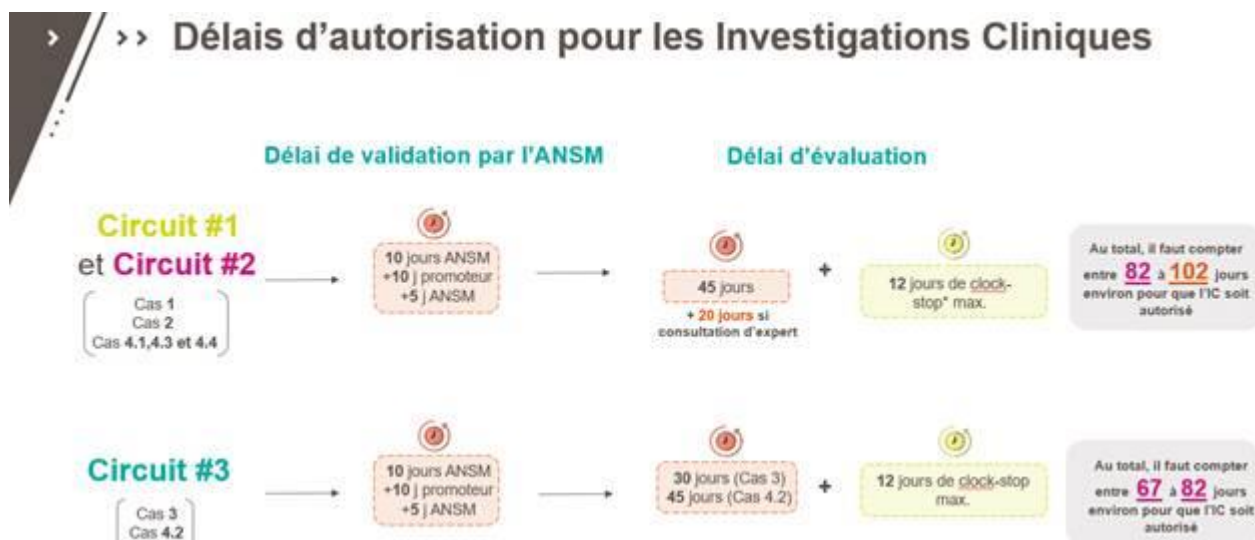 Délais d'autorisation pour les Investigations Cliniques
Délai de validation par l'ANSM
Délai d'évaluation
Circuit #1
et Circuit #2
Cas 1
Cas 2
Cas 4.1,4.3 et 4.4
10 jours ANSM
+10 j promoteur
+5 j ANSM
45 jours
+ 20 jours si
consultation d'expert
+
12 jours de clock-
stop* max.
Au total, il faut compter
entre 82 à 102 jours
environ pour que l'IC soit
autorisé
Circuit #3
Cas 3
Cas 4.2
10 jours ANSM
+10 j promoteur
+5 j ANSM
30 jours (Cas 3)
45 jours (Cas 4.2)
+
12 jours de clock-stop
max.
Au total, il faut compter
entre 67 à 82 jours
environ pour que l'IC soit
autorisé